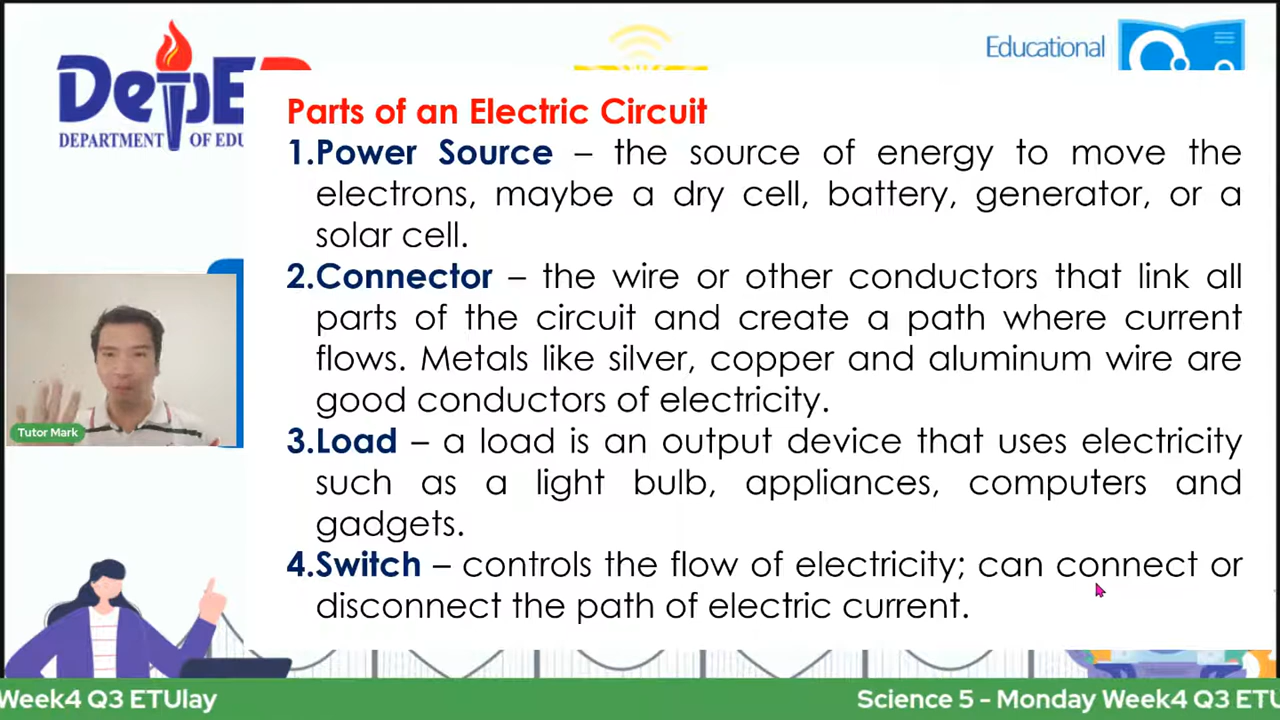 DepE
DEPARTMENT OF EDU
Educational
Parts of an Electric Circuit
1.Power Source – the source of energy to move the
electrons, maybe a dry cell, battery, generator, or a
solar cell.
2.Connector – the wire or other conductors that link all
parts of the circuit and create a path where current
flows. Metals like silver, copper and aluminum wire are
good conductors of electricity.
3.Load – a load is an output device that uses electricity
such as a light bulb, appliances, computers and
gadgets.
4.Switch – controls the flow of electricity; can connect or
disconnect the path of electric current.
Tutor Mark
Week4 Q3 ETUlay
Science 5 - Monday Week4 Q3 ETU